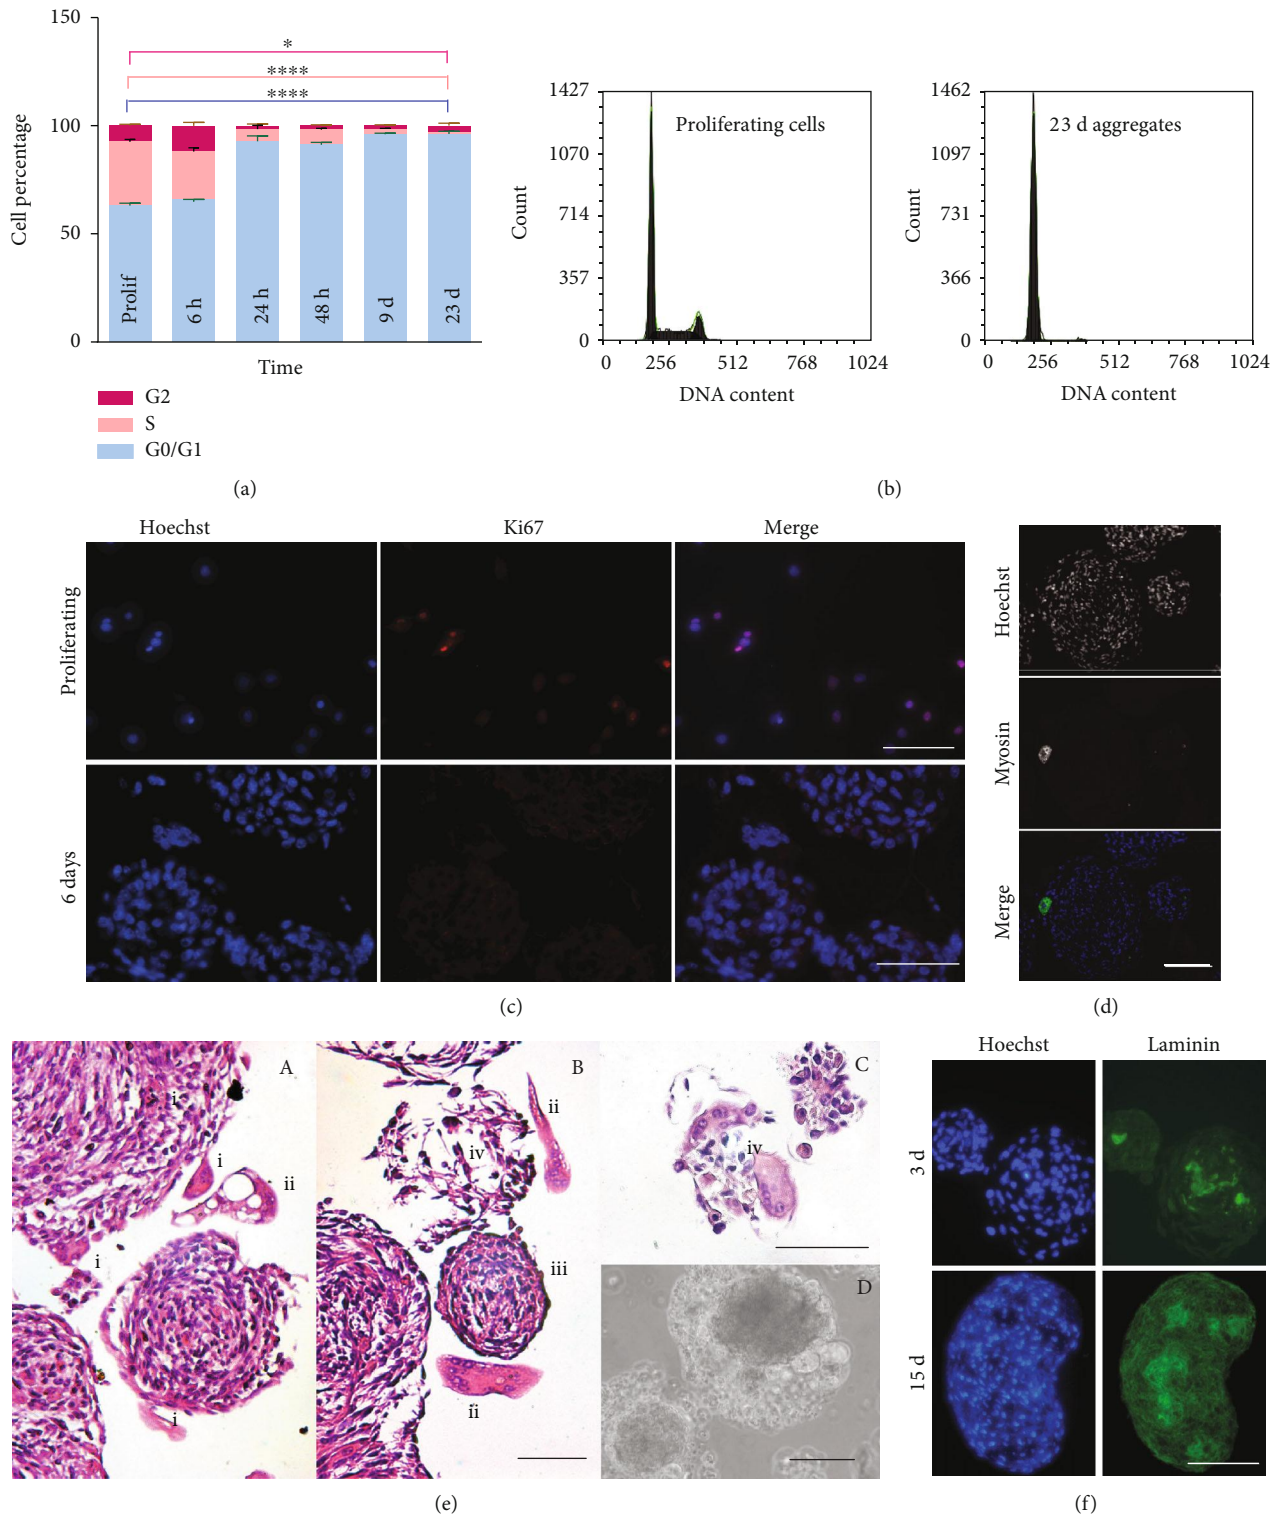 150
100
50
0
Cell percentage
*
****
****
Prolif
6 h
24 h
48 h
9 d
23 d
Time
G2
S
G0/G1
(a)
1427
1070
714
357
0
Count
Proliferating cells
0 256 512 768 1024
DNA content
1462
1097
731
366
0
Count
23 d aggregates
0 256 512 768 1024
DNA content
(b)
Hoechst Ki67 Merge
Proliferating
6 days
(c)
Hoechst
Myosin
Merge
(d)
A
i
i
ii
i
i
B
ii
iv
iii
ii
C
iv
D
(e)
Hoechst Laminin
3 d
15 d
(f)